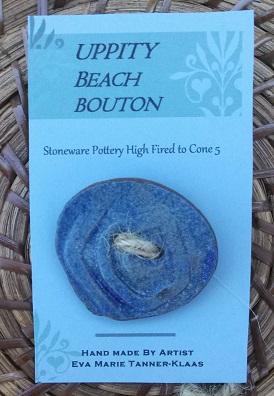 UPPITY
BEACH
BOUTON
Stoneware Pottery High Fired to Cone 5
HAND MADE BY ARTIST
EVA MARIE TANNER-KLAAS